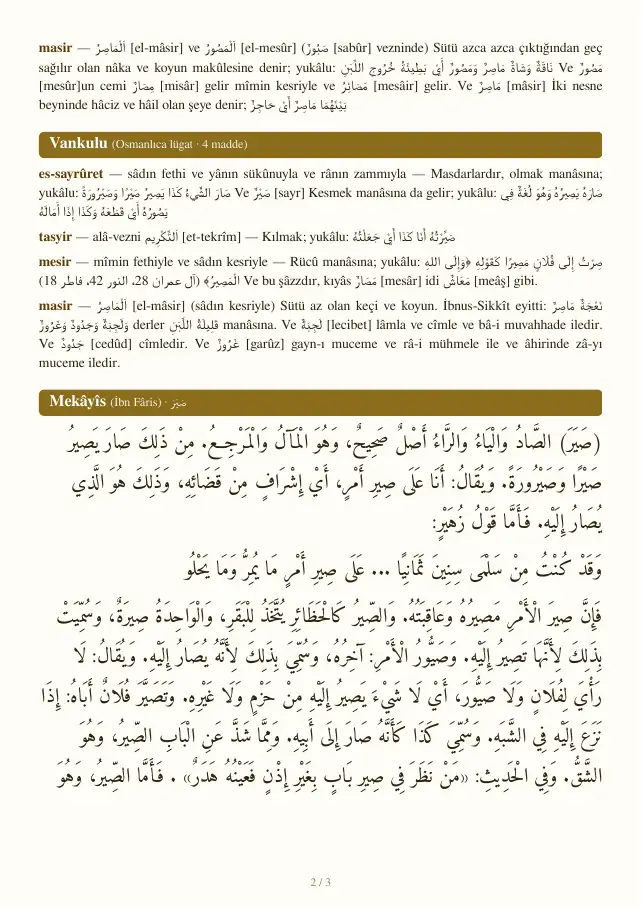 masir — اَلْمَاصِرُ [el-mâsir] ve اَلْمَصُورُ [el-mesûr] (صَبُورٌ [sabûr] vezninde) Sütü azca azca çıktığından geç
sağılır olan nâka ve koyun makûlesine denir; yukâlu: نَاقَةٌ وَشَاةٌ مَاصِرٌ وَمَصُورٌ أَيْ بَطِيئَةُ خُرُوجِ اللَّبَنِ Ve مَصُورٌ
[mesûr]un cemi مِصَارٌ [misâr] gelir mîmin kesriyle ve مَصَائِرُ [mesâir] gelir. Ve مَاصِرٌ [mâsir] İki nesne
beyninde hâciz ve hâil olan şeye denir; بَيْنَهُمَا مَاصِرٌ أَيْ حَاجِزٌ
Vankulu (Osmanlıca lügat · 4 madde)
es-sayrûret — sâdın fethi ve yânın sükûnuyla ve rânın zammıyla — Masdarlardır, olmak manâsına;
yukâlu: صَارَ الشَّيْءُ كَذَا يَصِيرُ صَيْرًا وَصَيْرُورَةً Ve صَيْرٌ [sayr] Kesmek manâsına da gelir; yukâlu: صَارَهُ يَصِيرُهُ وَهُوَ لُغَةٌ فِي
يَصُورُهُ أَيْ قَطَعَهُ وَكَذَا إِذَا أَمَالَهُ
tasyir — alâ-vezni اَلتَّكْرِيم [et-tekrîm] — Kılmak; yukâlu: صَيَّرْتُهُ أَنَا كَذَا أَيْ جَعَلْتُهُ
mesir — mîmin fethiyle ve sâdın kesriyle — Rücû manâsına; yukâlu: صِرْتُ إِلَى فُلَانٍ مَصِيرًا كَقَوْلِهِ ﴿وَإِلَى اللهِ
الْمَصِيرُ﴾ (آل عمران 28، النور 42، فاطر 18) Ve bu şâzzdır, kıyâs مَصَارٌ [mesâr] idi مَعَاشٌ [meâş] gibi.
masir — اَلْمَاصِرُ [el-mâsir] (sâdın kesriyle) Sütü az olan keçi ve koyun. İbnus-Sikkît eyitti: نَعْجَةٌ مَاصِرٌ
وَلَجِبَةٌ وَجَدُودٌ وَغَرُوزٌ derler قَلِيلَةُ اللَّبَنِ manâsına. Ve لَجِبَةٌ [lecibet] lâmla ve cîmle ve bâ-i muvahhade iledir.
Ve جَدُودٌ [cedûd] cîmledir. Ve غَرُوزٌ [garûz] gayn-ı muceme ve râ-i mühmele ile ve âhirinde zâ-yı
muceme iledir.
Mekâyîs (İbn Fâris) · صَيَرَ
(صَيَرَ) الصَّادُ وَالْيَاءُ وَالرَّاءُ أَصْلٌ صَحِيحٌ، وَهُوَ الْمَآلُ وَالْمَرْجِعُ. مِنْ ذَلِكَ صَارَ يَصِيرُ
صَيْرًا وَصَيْرُورَةً. وَيُقَالُ: أَنَا عَلَى صِيرِ أَمْرٍ، أَيْ إِشْرَافٍ مِنْ قَضَائِهِ، وَذَلِكَ هُوَ الَّذِي
يُصَارُ إِلَيْهِ. فَأَمَّا قَوْلُ زُهَيْرٍ:
وَقَدْ كُنْتُ مِنْ سَلْمَى سِنِينَ ثَمَانِيًا ... عَلَى صِيرِ أَمْرٍ مَا يُمِرُّ وَمَا يَحْلُو
فَإِنَّ صِيرَ الْأَمْرِ مَصِيرُهُ وَعَاقِبَتُهُ. وَالصِّيرُ كَالْحَظَائِرِ يُتَّخَذُ لِلْبَقَرِ، وَالْوَاحِدَةُ صِيرَةٌ، وَسُمِّيَتْ
بِذَلِكَ لِأَنَّهَا تَصِيرُ إِلَيْهِ. وَصَيُّورُ الْأَمْرِ: آخِرُهُ، وَسُمِّيَ بِذَلِكَ لِأَنَّهُ يُصَارُ إِلَيْهِ. وَيُقَالُ: لَا
رَأْيَ لِفُلَانٍ وَلَا صَيُّورَ، أَيْ لَا شَيْءَ يَصِيرُ إِلَيْهِ مِنْ حَزْمٍ وَلَا غَيْرِهِ. وَتَصَيَّرَ فُلَانٌ أَبَاهُ: إِذَا
نَزَعَ إِلَيْهِ فِي الشَّبَهِ. وَسُمِّيَ كَذَا كَأَنَّهُ صَارَ إِلَى أَبِيهِ. وَمِمَّا شَذَّ عَنِ الْبَابِ الصِّيرُ، وَهُوَ
الشَّقُّ. وَفِي الْحَدِيثِ: «مَنْ نَظَرَ فِي صِيرِ بَابٍ بِغَيْرِ إِذْنٍ فَعَيْنُهُ هَدَرٌ» . فَأَمَّا الصِّيرُ، وَهُوَ
2 / 3